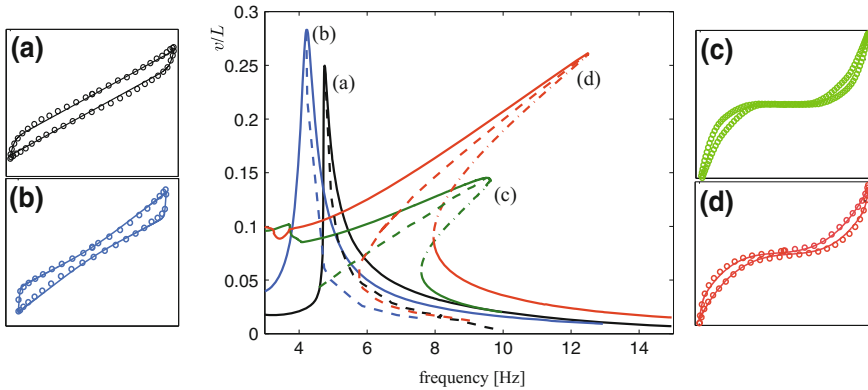 (a)
(b)
v/L
0.3
0.25
0.2
0.15
0.1
0.05
0
4
6
8
10
12
14
frequency [Hz]
(b)
(a)
(d)
(c)
(c)
(d)